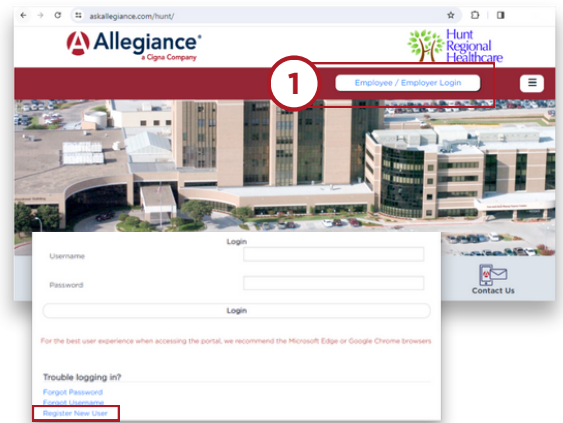 askallegiance.com/hunt/
Allegiance®
a Cigna Company
Hunt
Regional
Healthcare
1
Employee / Employer Login
Login
Username
Password
Login
For the best user experience when accessing the portal, we recommend the Microsoft Edge or Google Chrome browsers
Trouble logging in?
Forgot Password
Forgot Username
Register New User
Contact Us